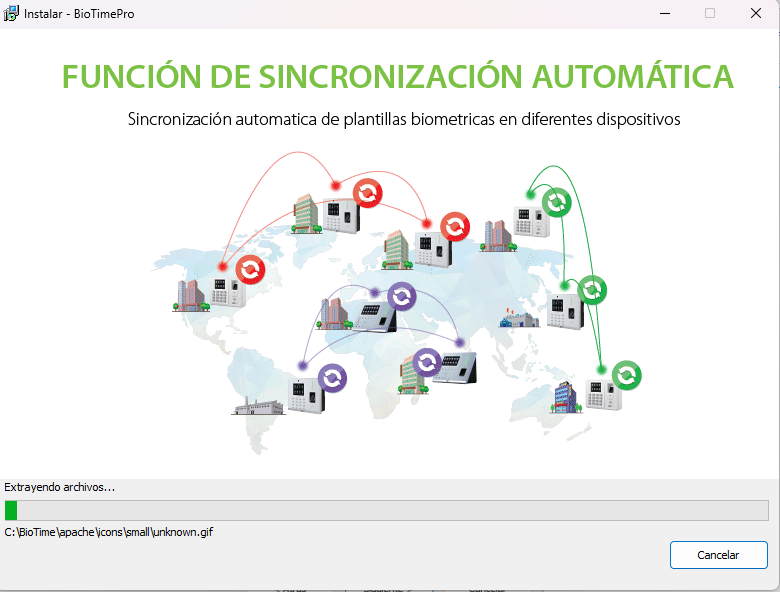 Instalar - BioTimePro
FUNCIÓN DE SINCRONIZACIÓN AUTOMÁTICA
Sincronización automatica de plantillas biometricas en diferentes dispositivos
Extrayendo archivos...
C:\BioTime\apache\icons\small\unknown.gif
Cancelar